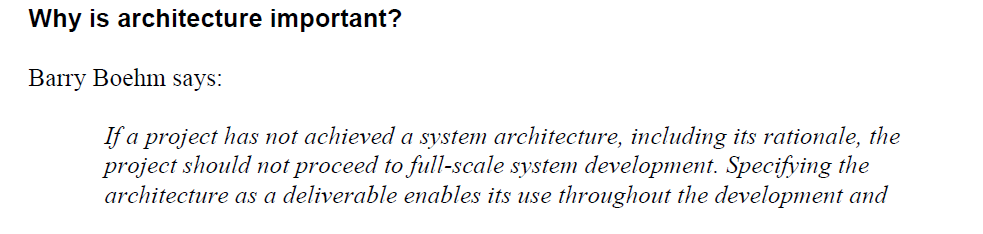 Why is architecture important?
Barry Boehm says:
If a project has not achieved a system architecture, including its rationale, the
project should not proceed to full-scale system development. Specifying the
architecture as a deliverable enables its use throughout the development and